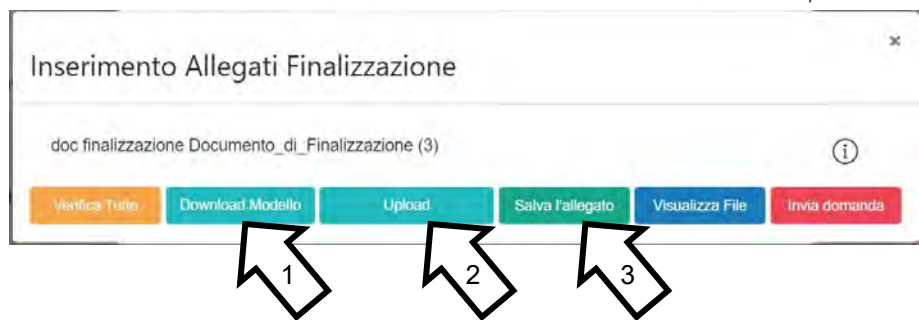 ×
Inserimento Allegati Finalizzazione
doc finalizzazione Documento_di_Finalizzazione (3)
i
Verifica Tutto Download Modello Upload Salva l'allegato Visualizza File Invia domanda
1 2 3